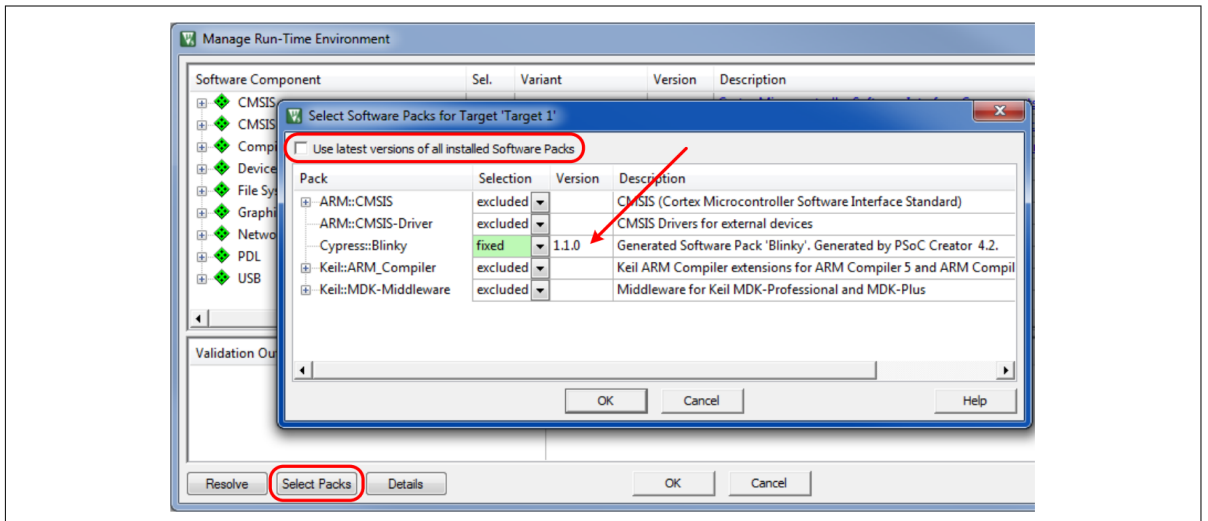 Manage Run-Time Environment
Software Component Sel. Variant Version Description
CMSIS
CMSIS
Select Software Packs for Target 'Target 1'
Compi
Use latest versions of all installed Software Packs
Device
Pack Selection Version Description
File Sy
ARM::CMSIS excluded CMSIS (Cortex Microcontroller Software Interface Standard)
Graphi
ARM::CMSIS-Driver excluded CMSIS Drivers for external devices
Netwo
Cypress::Blinky fixed 1.1.0 Generated Software Pack 'Blinky'. Generated by PSoC Creator 4.2.
PDL
Keil::ARM_Compiler excluded Keil ARM Compiler extensions for ARM Compiler 5 and ARM Compil
USB
Keil::MDK-Middleware excluded Middleware for Keil MDK-Professional and MDK-Plus
Validation Ou
OK Cancel Help
Resolve Select Packs Details OK Cancel